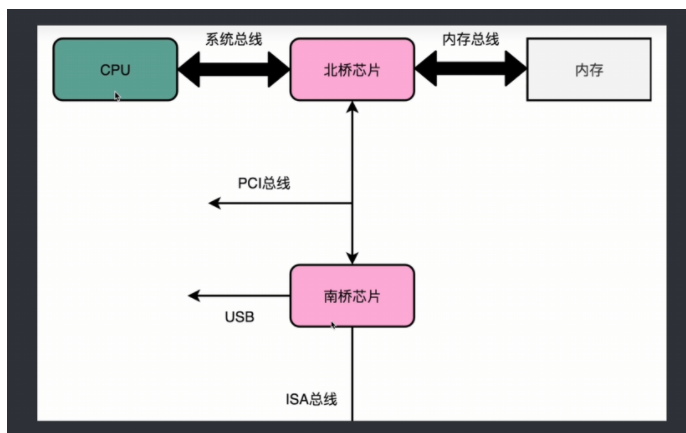 系统总线
内存总线
CPU
北桥芯片
内存
PCI总线
南桥芯片
USB
ISA总线